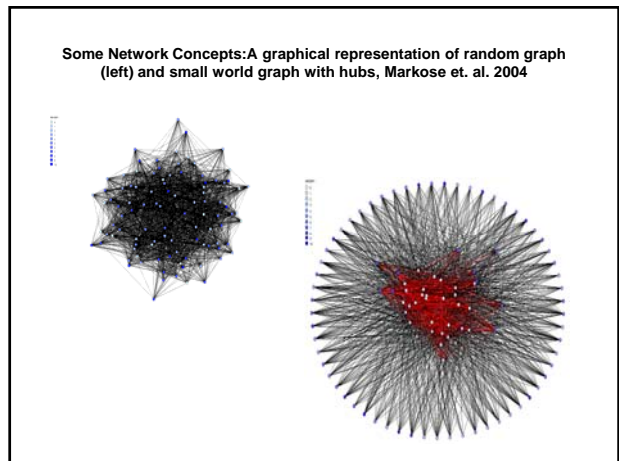 Some Network Concepts:A graphical representation of random graph
(left) and small world graph with hubs, Markose et. al. 2004